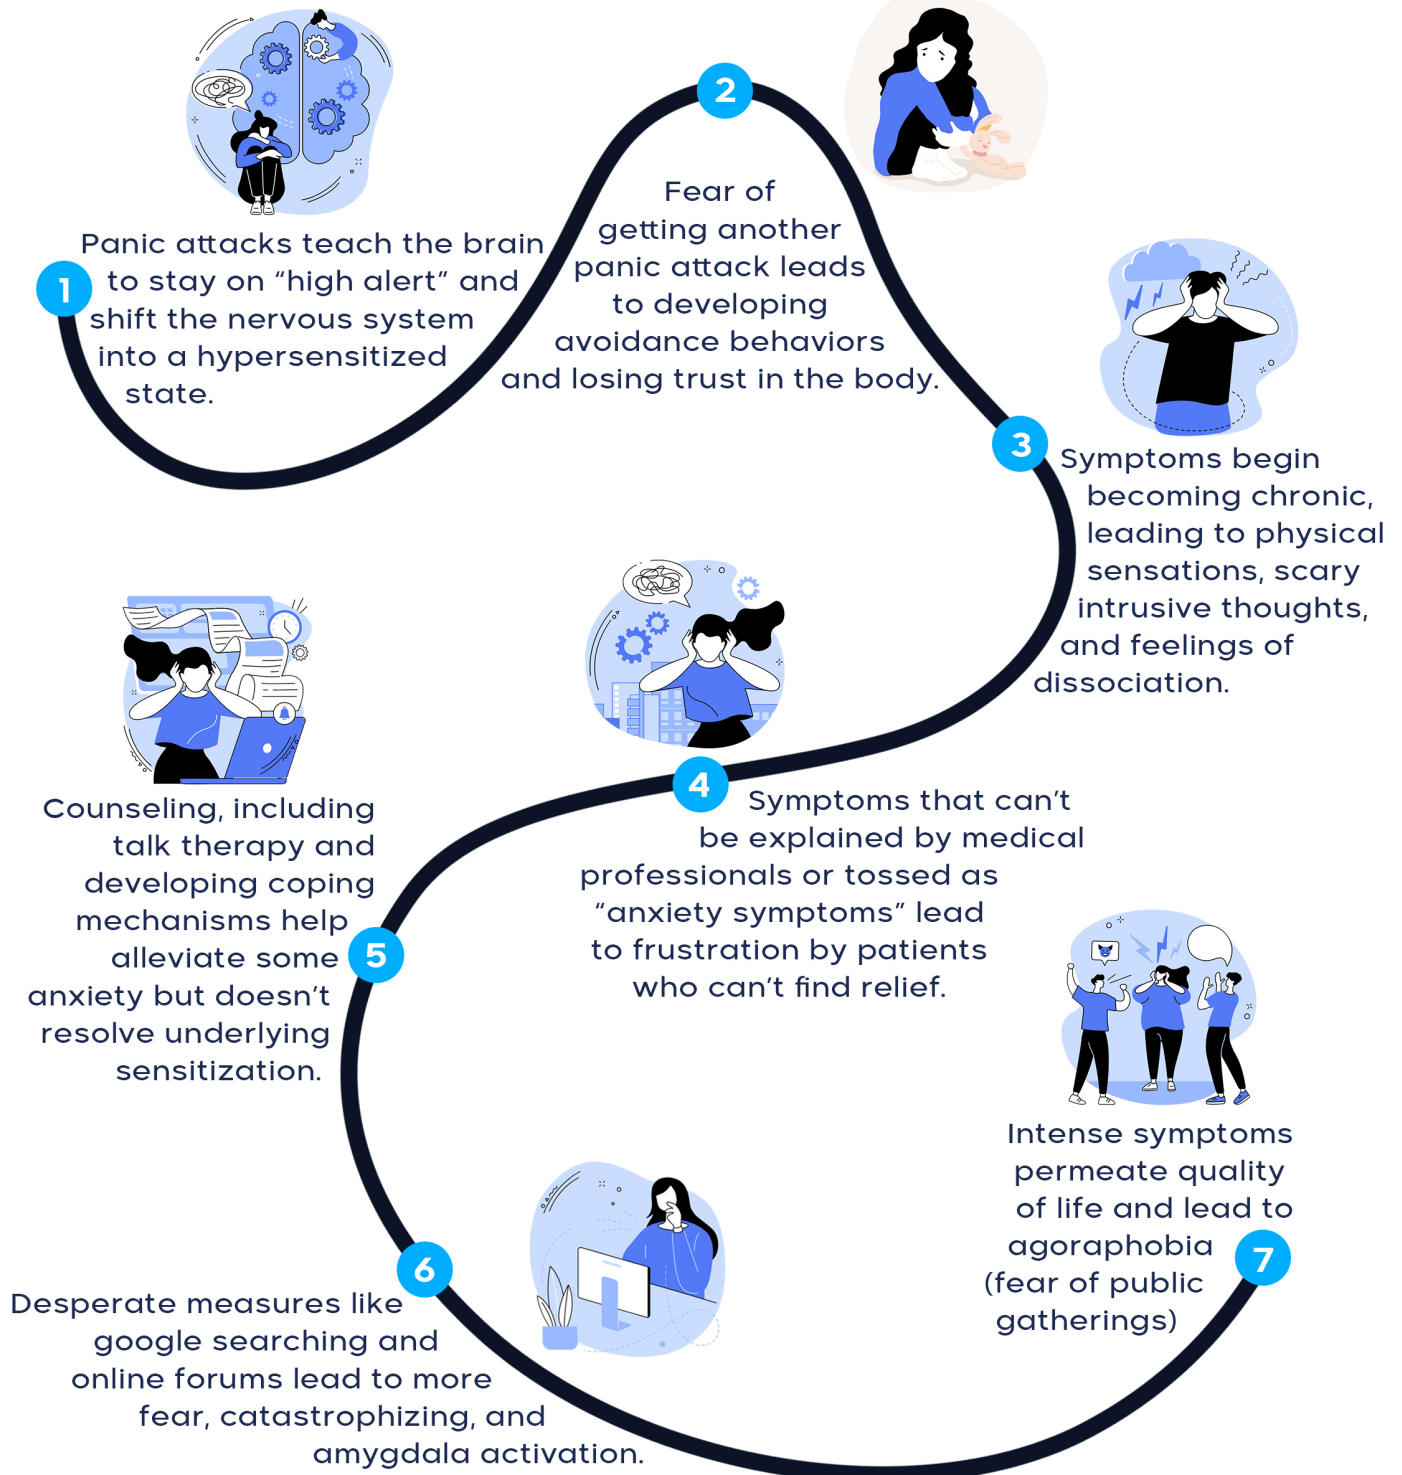 1
Panic attacks teach the brain
to stay on “high alert” and
shift the nervous system
into a hypersensitized
state.
2
Fear of
getting another
panic attack leads
to developing
avoidance behaviors
and losing trust in the body.
3
Symptoms begin
becoming chronic,
leading to physical
sensations, scary
intrusive thoughts,
and feelings of
dissociation.
4
Symptoms that can’t
be explained by medical
professionals or tossed as
“anxiety symptoms” lead
to frustration by patients
who can’t find relief.
5
Counseling, including
talk therapy and
developing coping
mechanisms help
alleviate some
anxiety but doesn’t
resolve underlying
sensitization.
6
Desperate measures like
google searching and
online forums lead to more
fear, catastrophizing, and
amygdala activation.
7
Intense symptoms
permeate quality
of life and lead to
agoraphobia
(fear of public
gatherings)